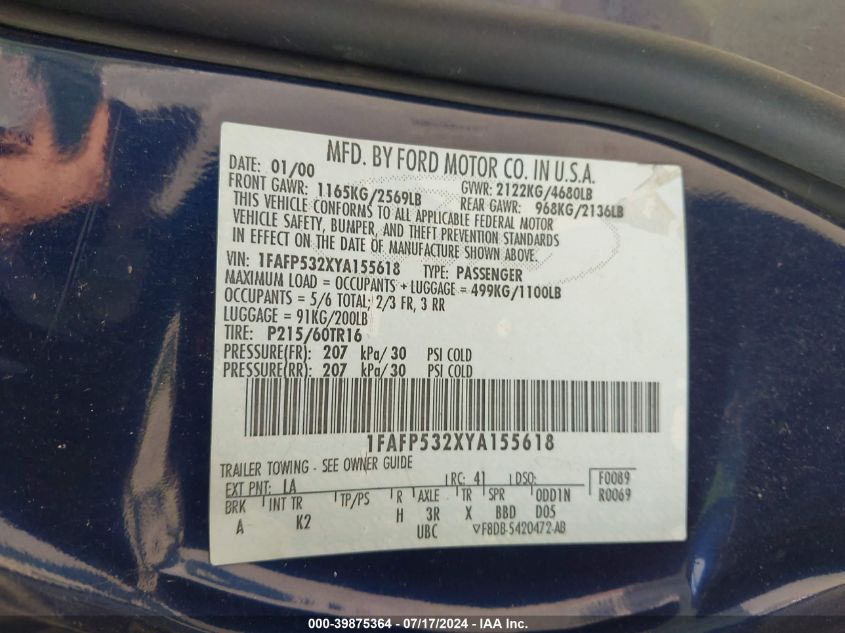 MFD. BY FORD MOTOR CO. IN U.S.A.
DATE: 01/00 GVWR: 2122KG/4680LB
FRONT GAWR: 1165KG/2569LB REAR GAWR: 968KG/2136LB
THIS VEHICLE CONFORMS TO ALL APPLICABLE FEDERAL MOTOR
VEHICLE SAFETY, BUMPER, AND THEFT PREVENTION STANDARDS
IN EFFECT ON THE DATE OF MANUFACTURE SHOWN ABOVE.
VIN: 1FAFP532XYA155618 TYPE: PASSENGER
MAXIMUM LOAD = OCCUPANTS + LUGGAGE = 499KG/1100LB
OCCUPANTS = 5/6 TOTAL; 2/3 FR, 3 RR
LUGGAGE = 91KG/200LB
TIRE: P215/60TR16
PRESSURE(FR): 207 kPa/30 PSI COLD
PRESSURE(RR): 207 kPa/30 PSI COLD
1FAFP532XYA155618
TRAILER TOWING - SEE OWNER GUIDE
EXT PNT: LA RC: 41 DSO: F0089
BRK INT TR TP/PS R AXLE TR SPR ODD1N R0069
A K2 H 3R X BBD D05
UBC ▽F8DB-5420472-AB
000-39875364 07/17/2024 IAAI.COM